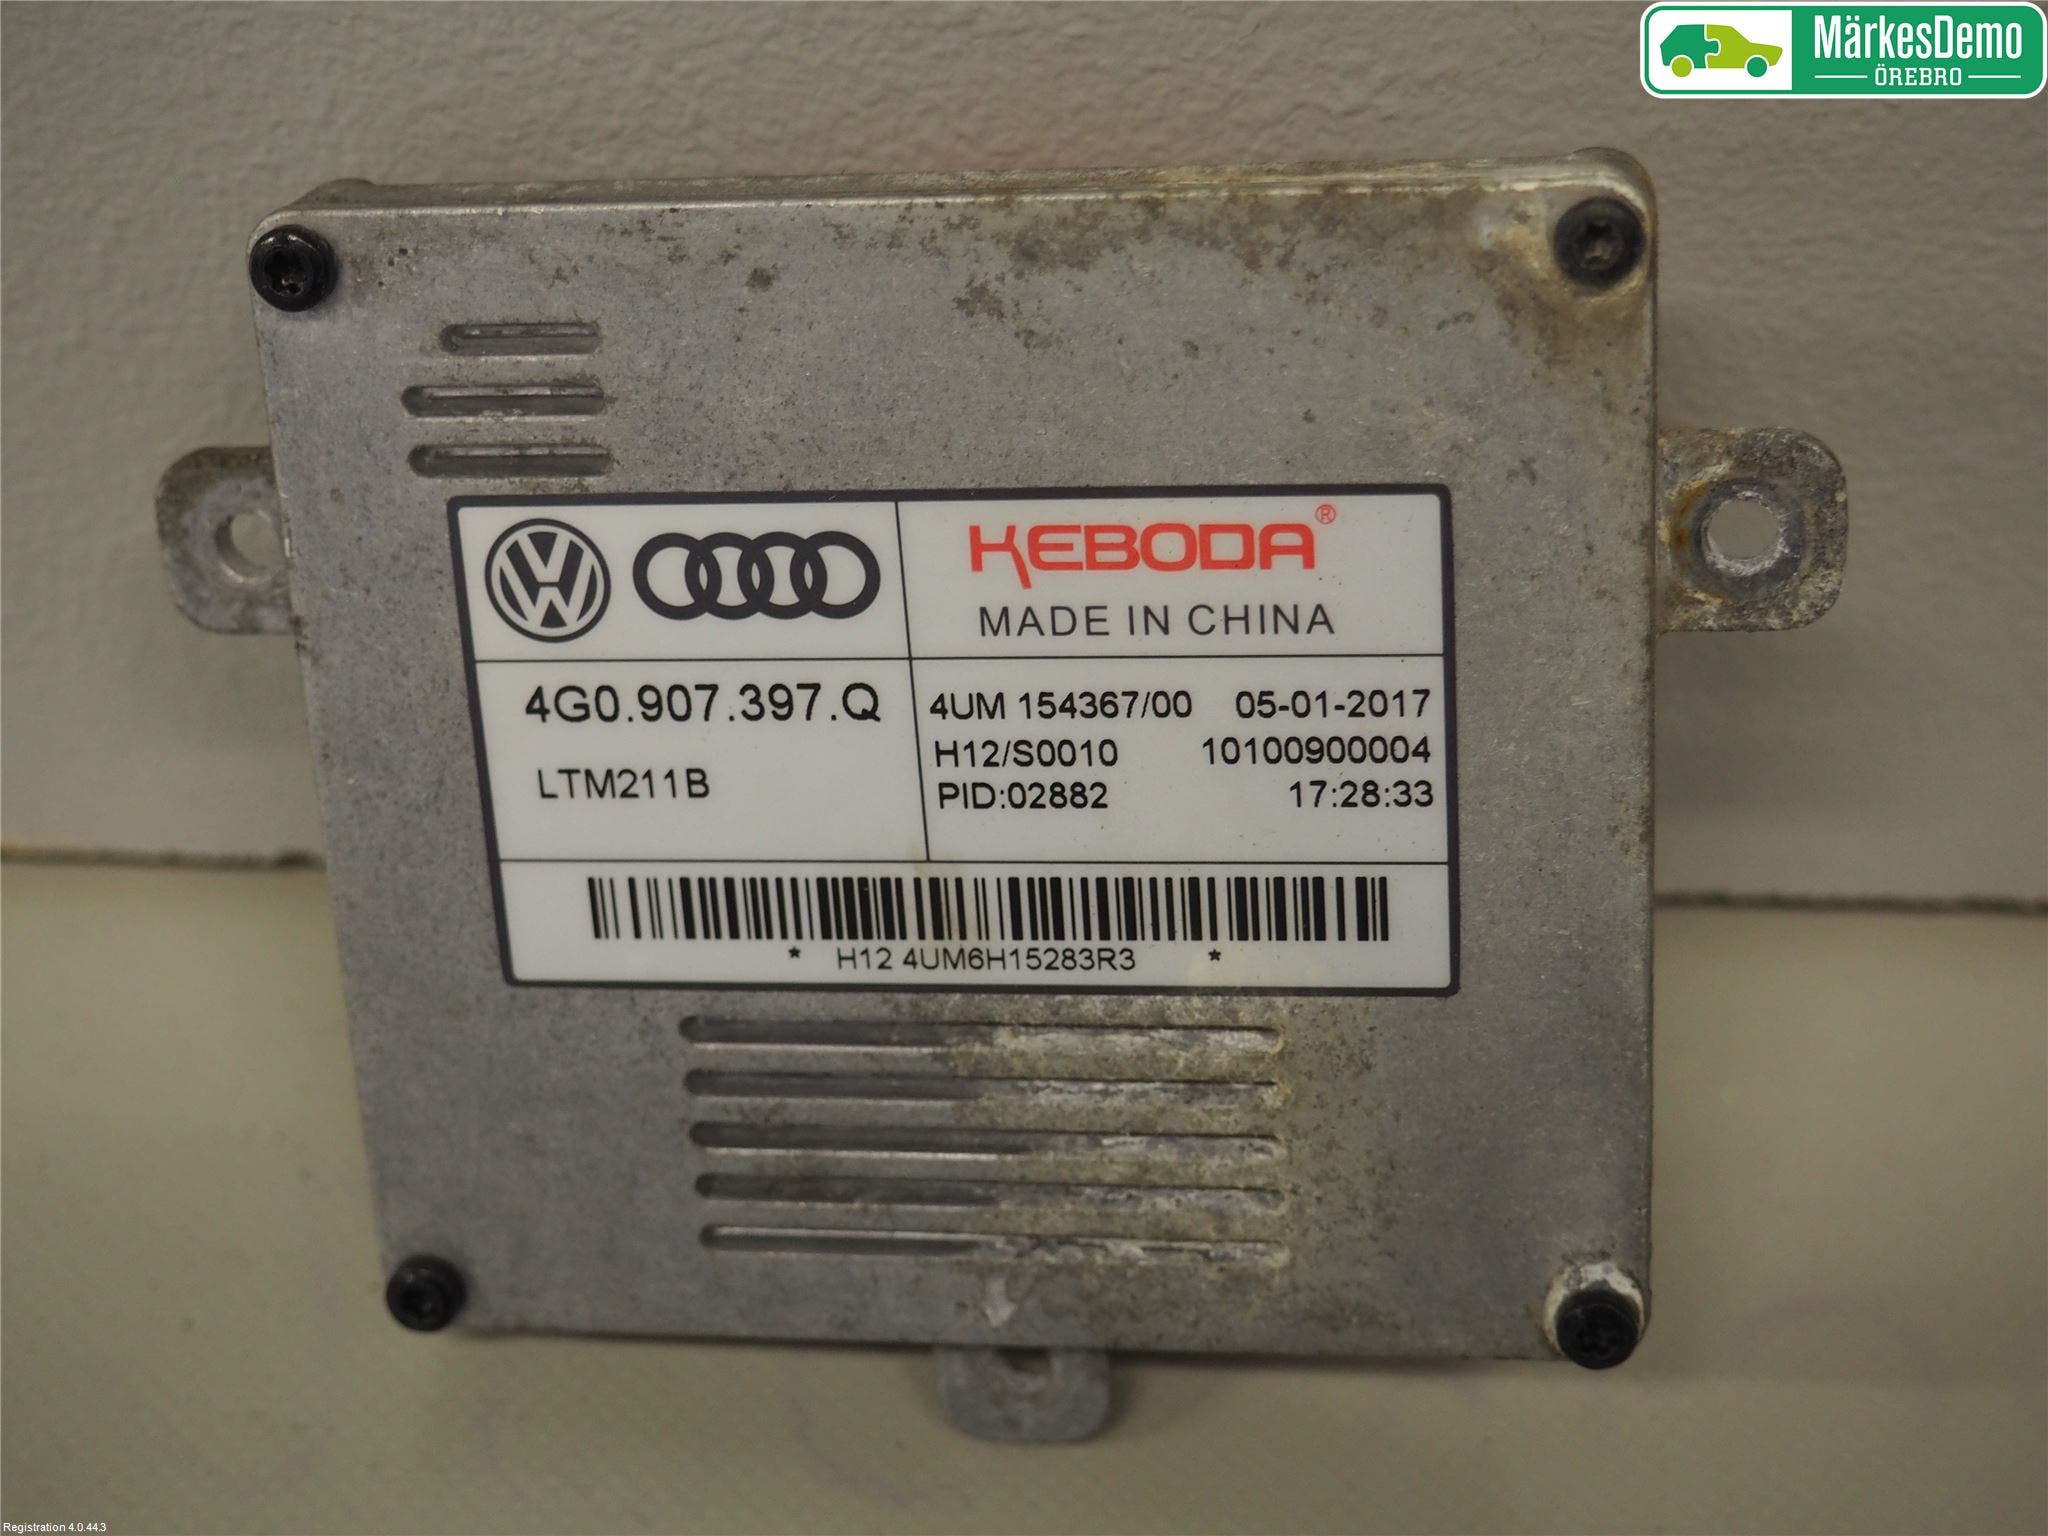 MärkesDemo
ÖREBRO
KEBODA®
MADE IN CHINA
4G0.907.397.Q
LTM211B
4UM 154367/00 05-01-2017
H12/S0010 10100900004
PID:02882 17:28:33
* H12 4UM6H15283R3 *
Registration 4.0.44.3